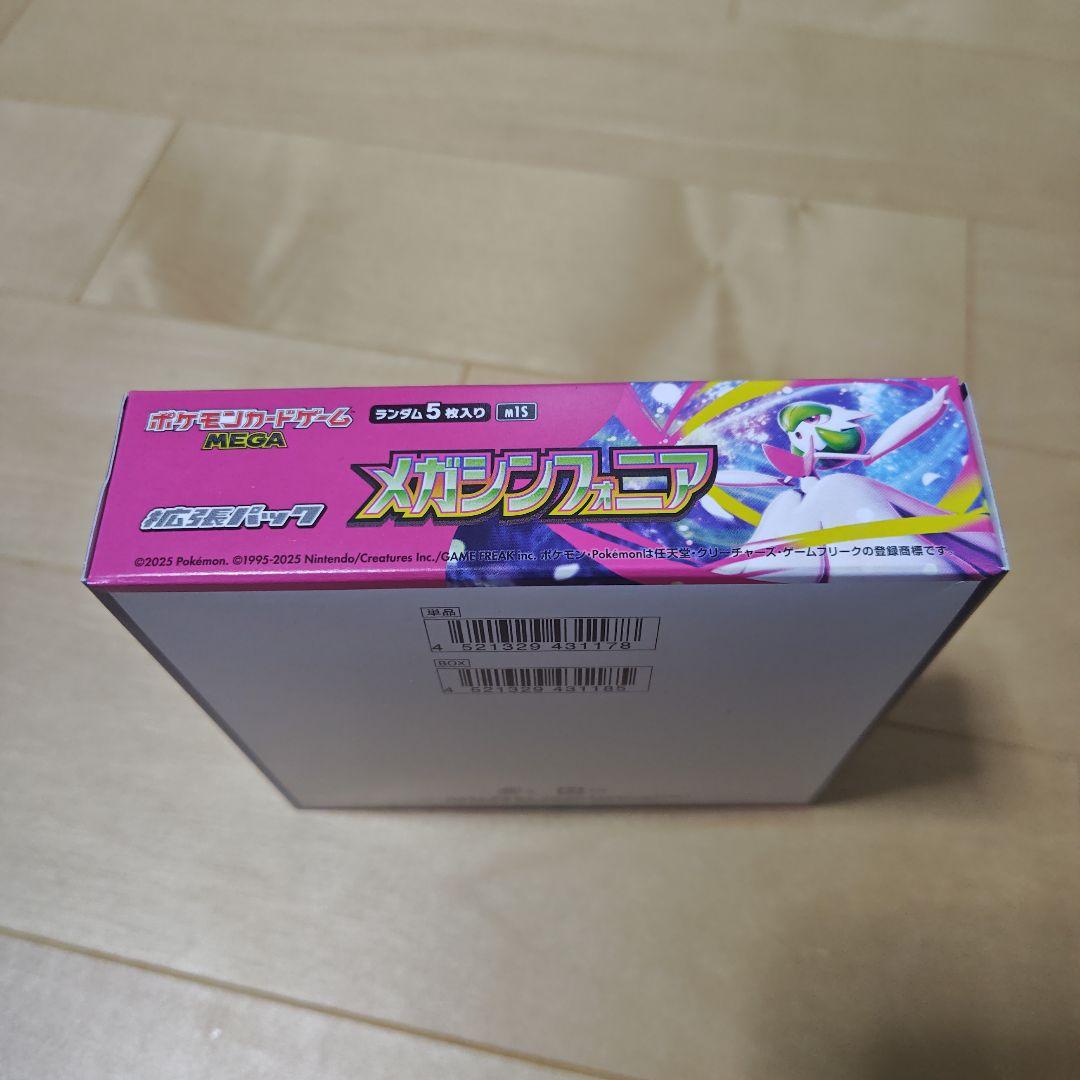 ポケモンカードゲーム
MEGA
ランダム5枚入り m1S
メガシンフォニア
拡張パック
©2025 Pokémon. ©1995-2025 Nintendo/Creatures Inc./GAME FREAK inc. ポケモン・Pokémonは任天堂・クリーチャーズ・ゲームフリークの登録商標です。
単品
4 521329 431178
BOX
4 521329 431185